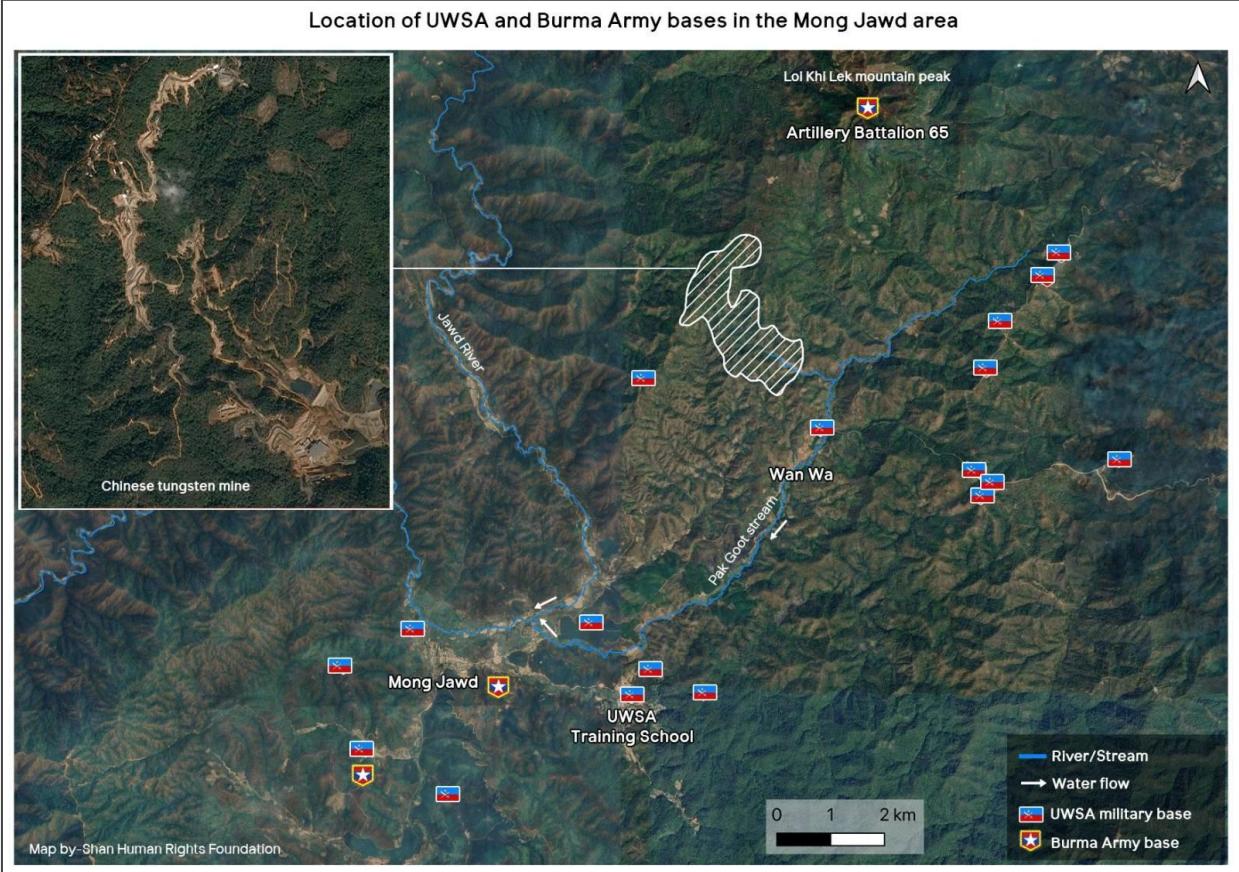 Location of UWSA and Burma Army bases in the Mong Jawd area
Loi Khi Lek mountain peak
Artillery Battalion 65
Jawd River
Chinese tungsten mine
Wan Wa
Pak Goot stream
Mong Jawd
UWSA
Training School
River/Stream
Water flow
UWSA military base
Burma Army base
0 1 2 km
Map by-Shan Human Rights Foundation